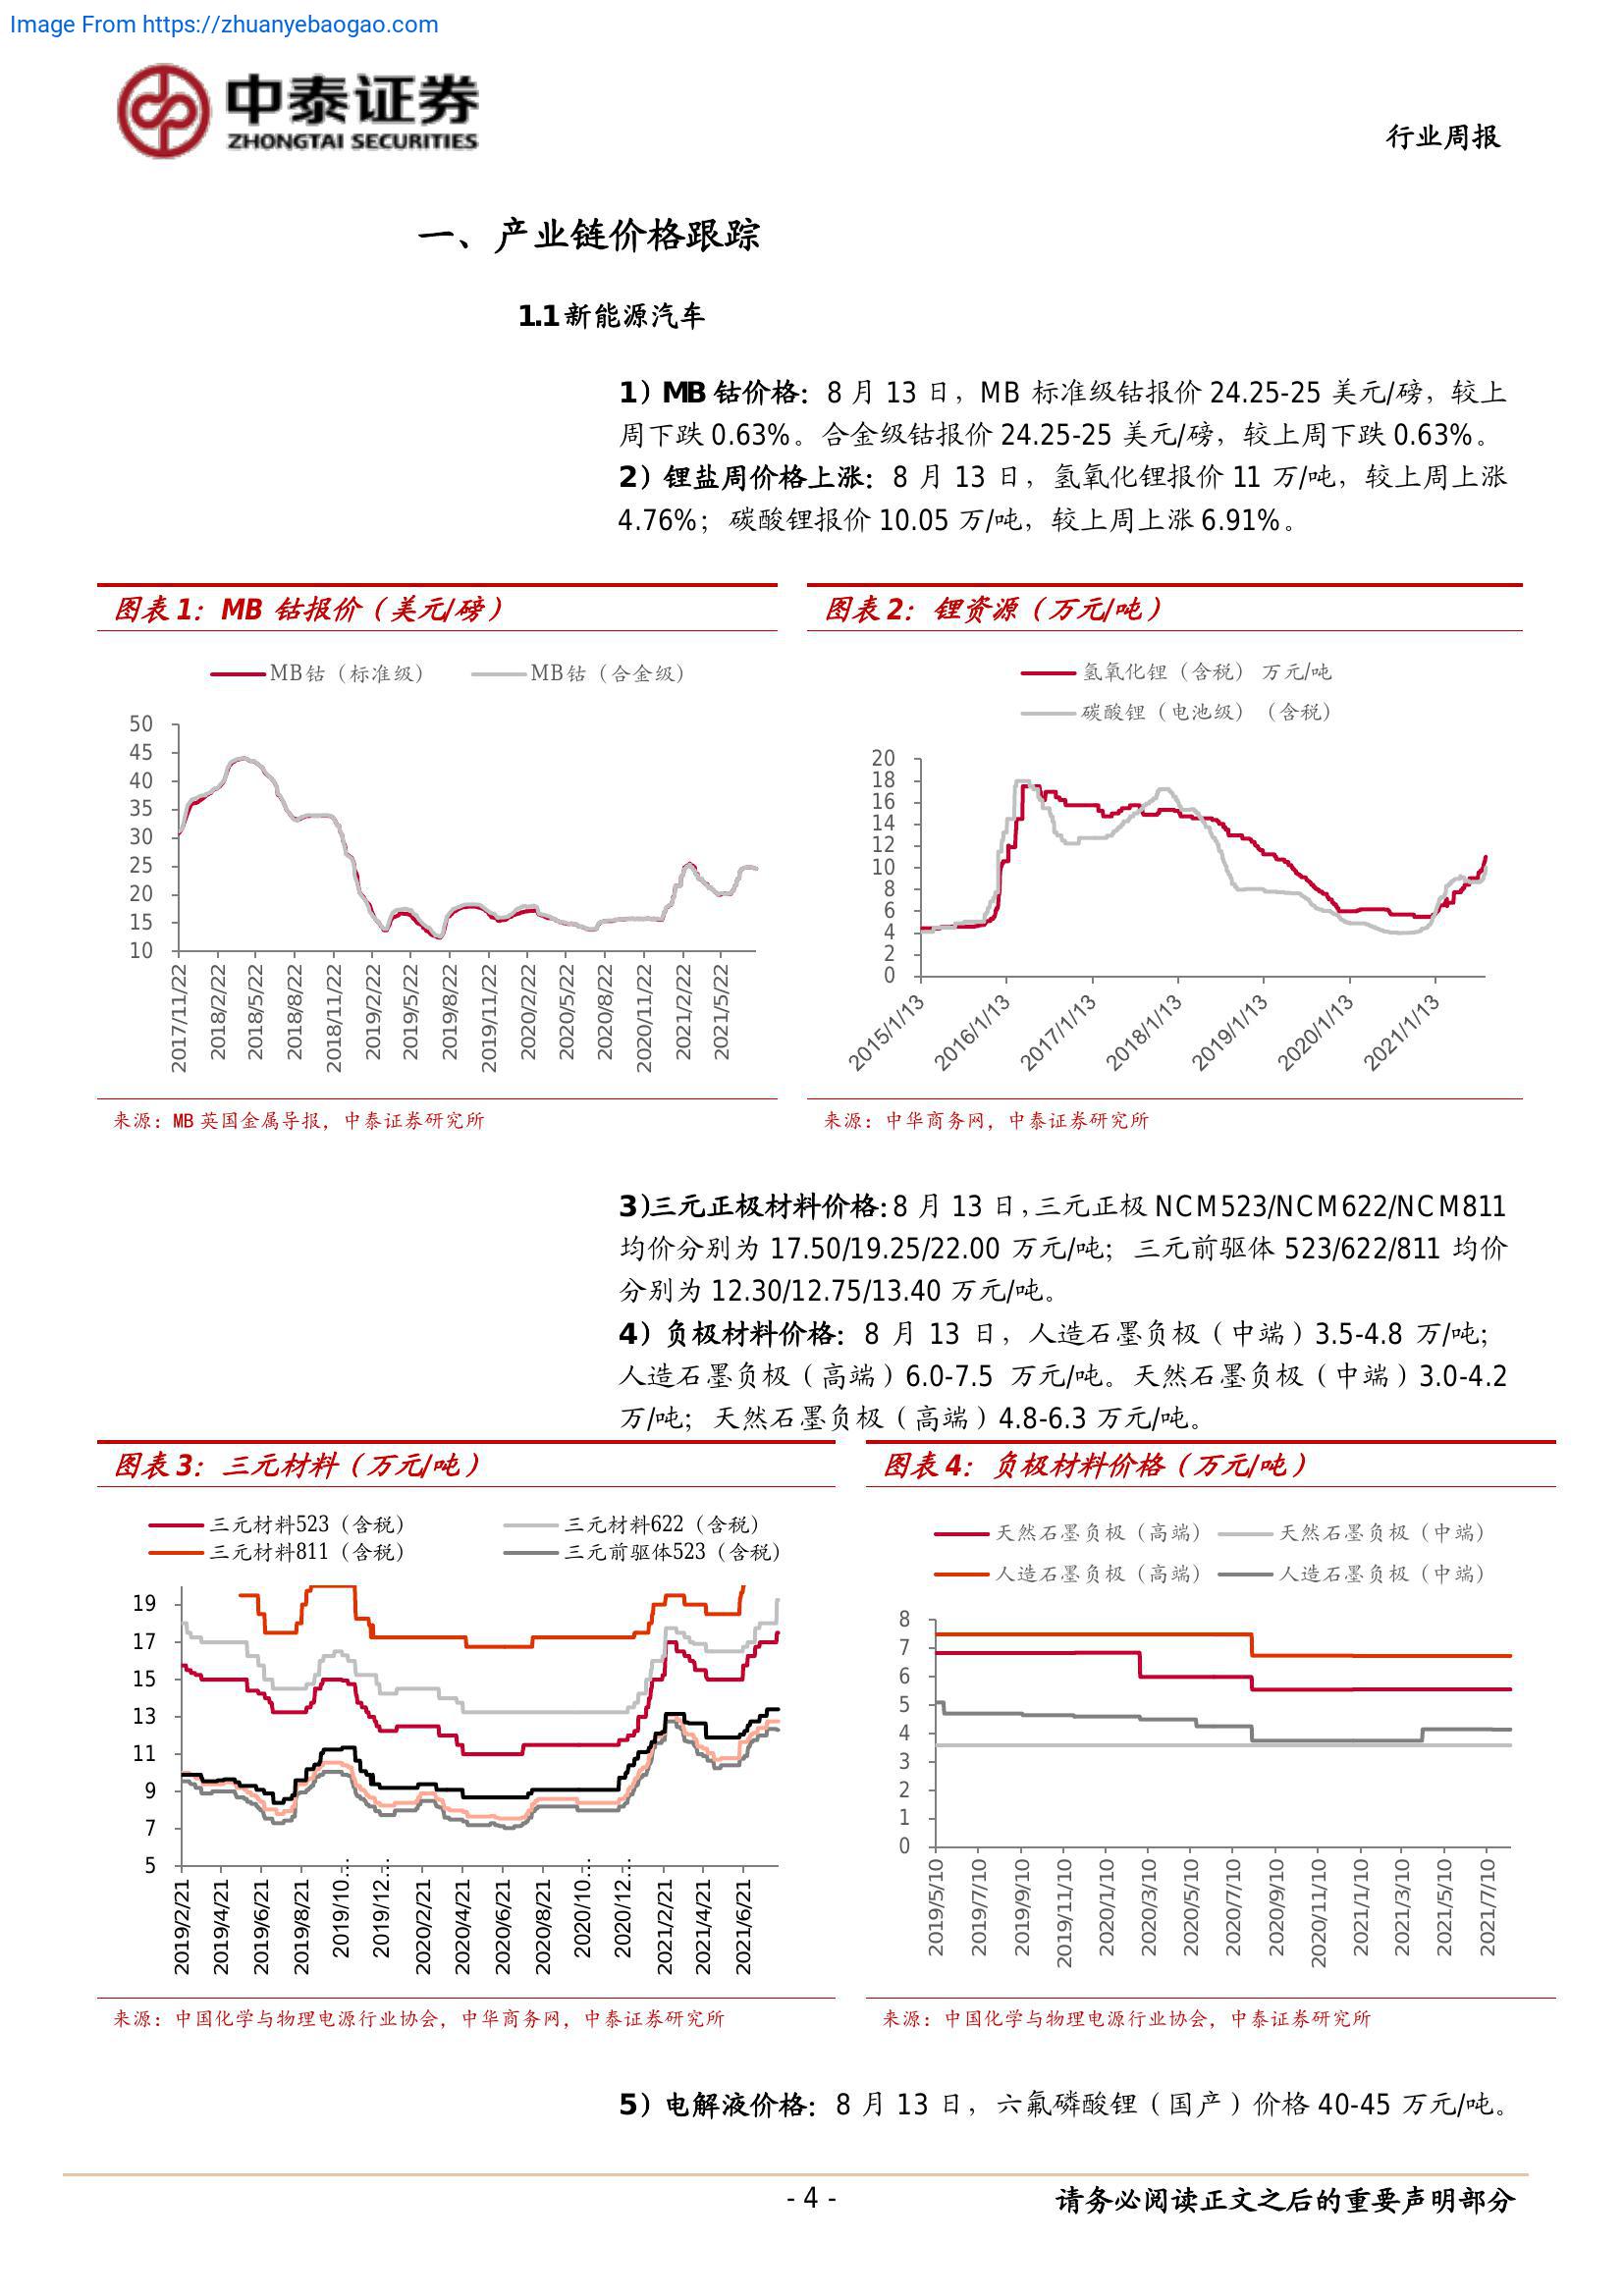 Image From https://zhuanyebaogao.com
中泰证券
ZHONGTAI SECURITIES
行业周报
一、产业链价格跟踪
1.1 新能源汽车
1）MB 钴价格：8 月 13 日，MB 标准级钴报价 24.25-25 美元/磅，较上
周下跌 0.63%。合金级钴报价 24.25-25 美元/磅，较上周下跌 0.63%。
2）锂盐周价格上涨：8 月 13 日，氢氧化锂报价 11 万/吨，较上周上涨
4.76%；碳酸锂报价 10.05 万/吨，较上周上涨 6.91%。
图表 1：MB 钴报价（美元/磅）
MB钴（标准级） MB钴（合金级）
50
45
40
35
30
25
20
15
10
2017/11/22 2018/2/22 2018/5/22 2018/8/22 2018/11/22 2019/2/22 2019/5/22 2019/8/22 2019/11/22 2020/2/22 2020/5/22 2020/8/22 2020/11/22 2021/2/22 2021/5/22
来源：MB 英国金属导报，中泰证券研究所
图表 2：锂资源（万元/吨）
氢氧化锂（含税） 万元/吨
碳酸锂（电池级）（含税）
20
18
16
14
12
10
8
6
4
2
0
2015/1/13 2016/1/13 2017/1/13 2018/1/13 2019/1/13 2020/1/13 2021/1/13
来源：中华商务网，中泰证券研究所
3）三元正极材料价格：8 月 13 日，三元正极 NCM523/NCM622/NCM811
均价分别为 17.50/19.25/22.00 万元/吨；三元前驱体 523/622/811 均价
分别为 12.30/12.75/13.40 万元/吨。
4）负极材料价格：8 月 13 日，人造石墨负极（中端）3.5-4.8 万/吨；
人造石墨负极（高端）6.0-7.5 万元/吨。天然石墨负极（中端）3.0-4.2
万/吨；天然石墨负极（高端）4.8-6.3 万元/吨。
图表 3：三元材料（万元/吨）
三元材料523（含税） 三元材料622（含税）
三元材料811（含税） 三元前驱体523（含税）
19
17
15
13
11
9
7
5
2019/2/21 2019/4/21 2019/6/21 2019/8/21 2019/10… 2019/12… 2020/2/21 2020/4/21 2020/6/21 2020/8/21 2020/10… 2020/12… 2021/2/21 2021/4/21 2021/6/21
来源：中国化学与物理电源行业协会，中华商务网，中泰证券研究所
图表 4：负极材料价格（万元/吨）
天然石墨负极（高端） 天然石墨负极（中端）
人造石墨负极（高端） 人造石墨负极（中端）
8
7
6
5
4
3
2
1
0
2019/5/10 2019/7/10 2019/9/10 2019/11/10 2020/1/10 2020/3/10 2020/5/10 2020/7/10 2020/9/10 2020/11/10 2021/1/10 2021/3/10 2021/5/10 2021/7/10
来源：中国化学与物理电源行业协会，中泰证券研究所
5）电解液价格：8 月 13 日，六氟磷酸锂（国产）价格 40-45 万元/吨。
- 4 -
请务必阅读正文之后的重要声明部分